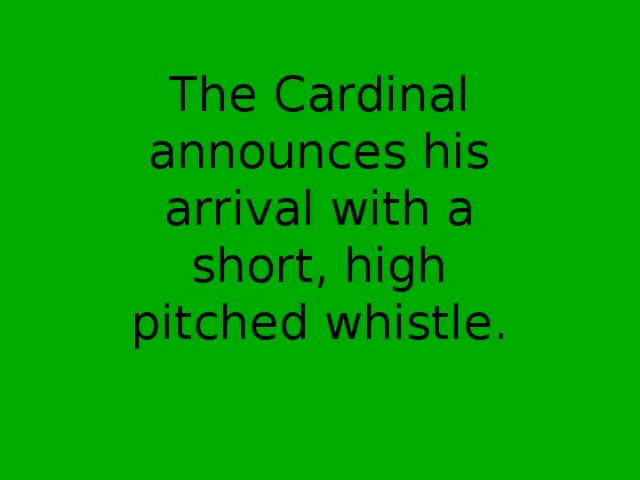 The Cardinal
announces his
arrival with a
short, high
pitched whistle.